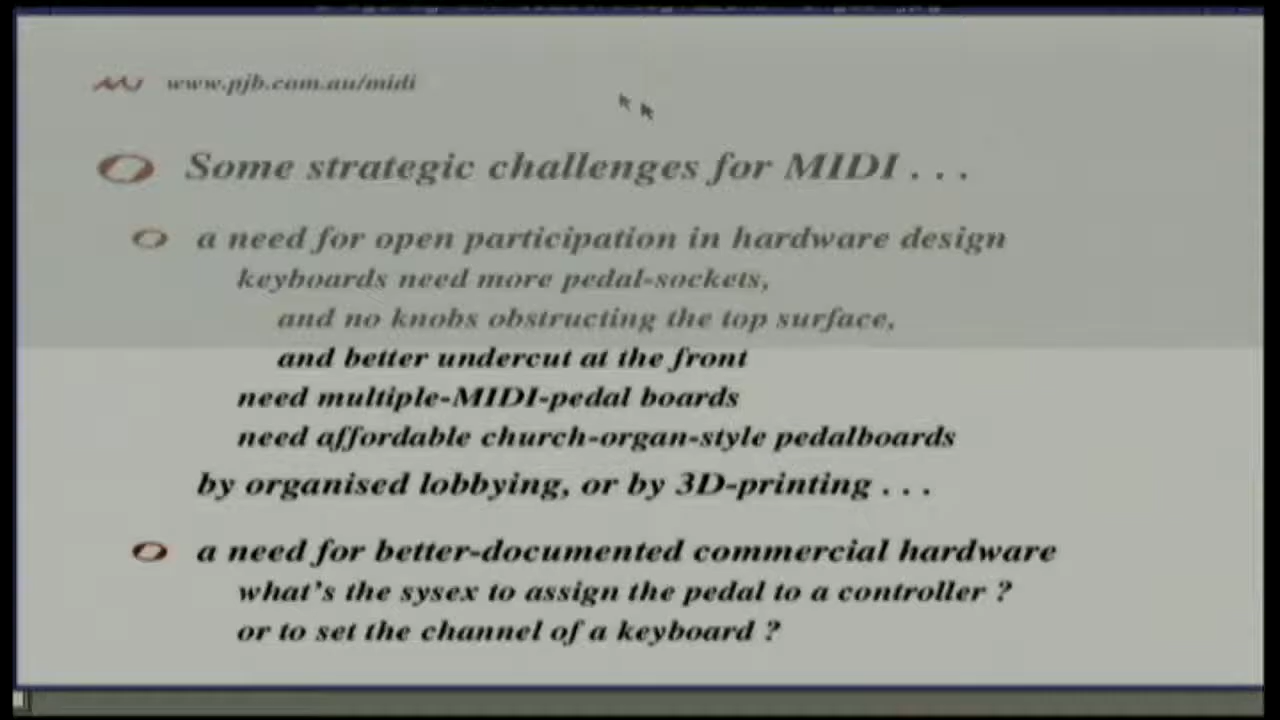 www.pjb.com.au/midi
Some strategic challenges for MIDI . . .
a need for open participation in hardware design
keyboards need more pedal-sockets,
and no knobs obstructing the top surface,
and better undercut at the front
need multiple-MIDI-pedal boards
need affordable church-organ-style pedalboards
by organised lobbying, or by 3D-printing . . .
a need for better-documented commercial hardware
what's the sysex to assign the pedal to a controller ?
or to set the channel of a keyboard ?